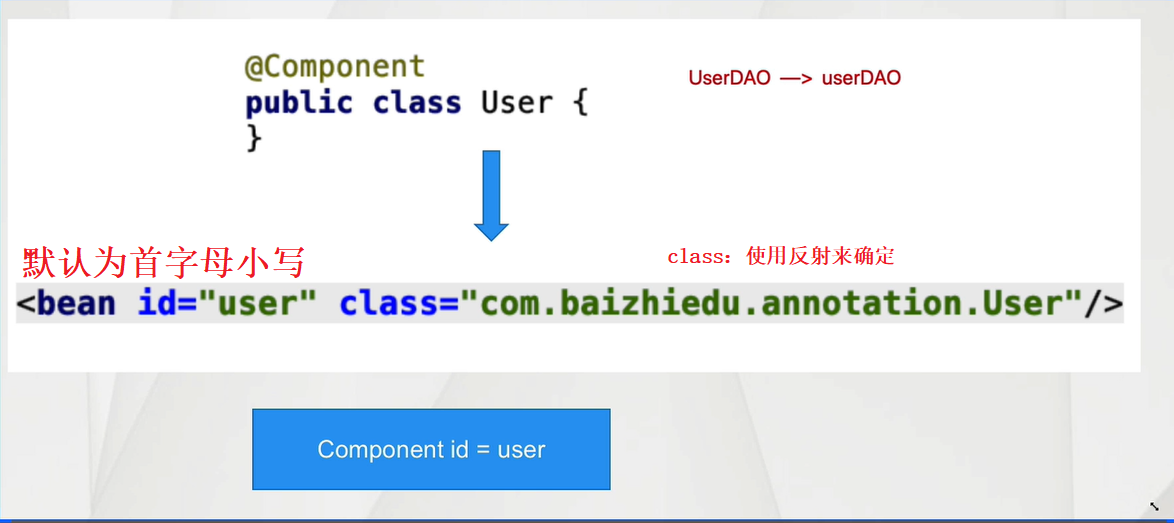 @Component
public class User {
}
UserDAO —> userDAO
默认为首字母小写
class：使用反射来确定
<bean id="user" class="com.baizhiedu.annotation.User"/>
Component id = user